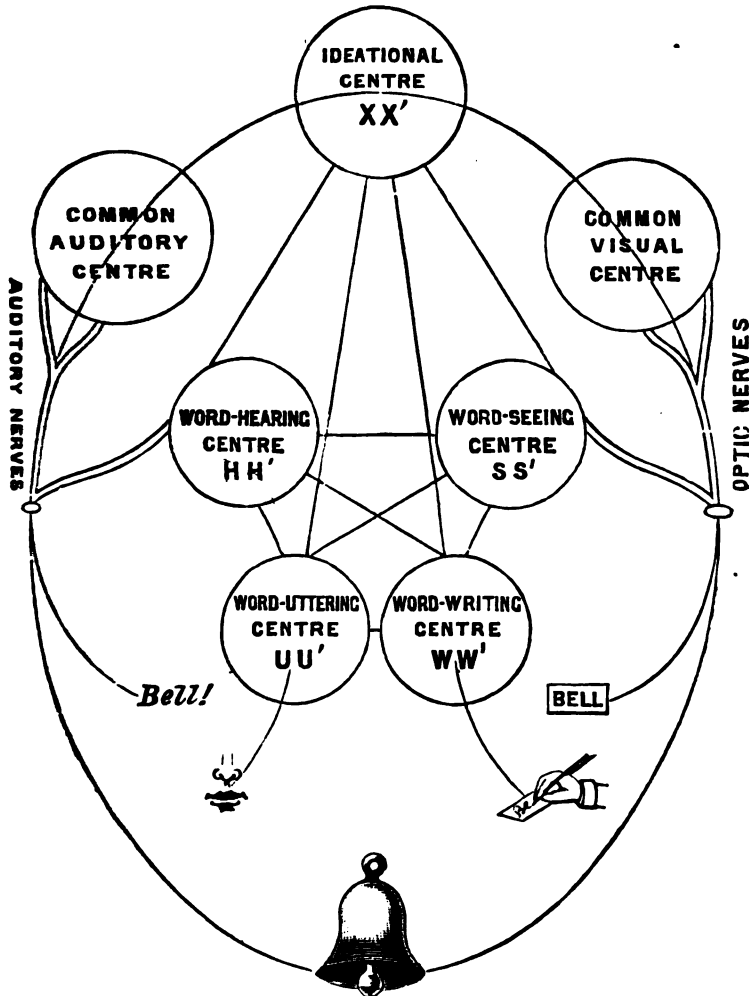 IDEATIONAL
CENTRE
XX'
COMMON
AUDITORY
CENTRE
COMMON
VISUAL
CENTRE
AUDITORY NERVES
OPTIC NERVES
WORD-HEARING
CENTRE
HH'
WORD-SEEING
CENTRE
SS'
WORD-UTTERING
CENTRE
UU'
WORD-WRITING
CENTRE
WW'
Bell!
BELL